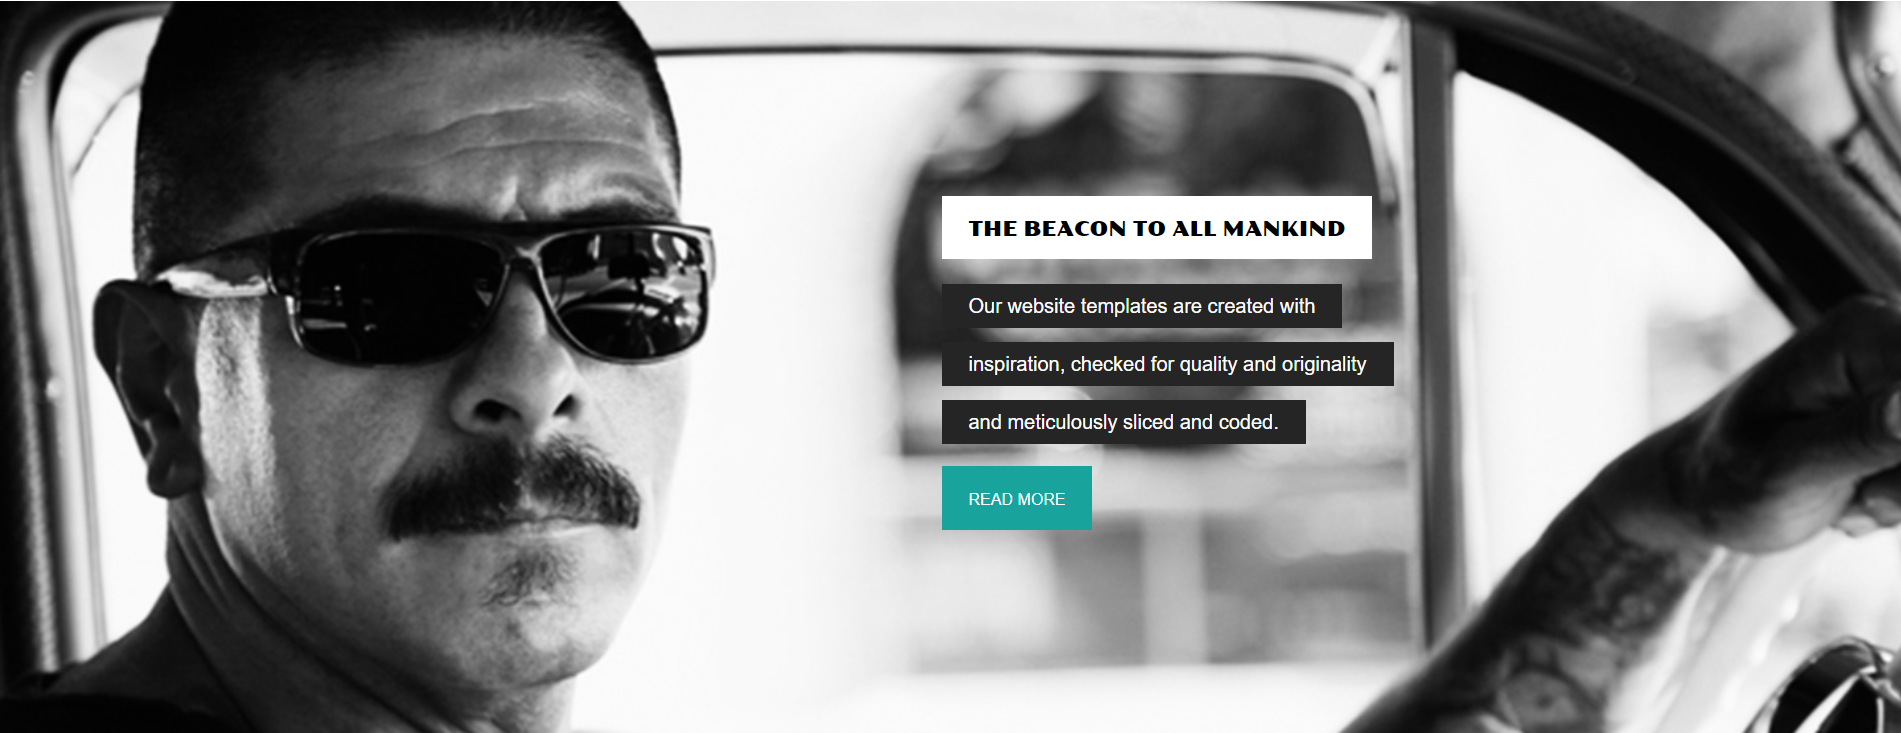 THE BEACON TO ALL MANKIND
Our website templates are created with
inspiration, checked for quality and originality
and meticulously sliced and coded.
READ MORE